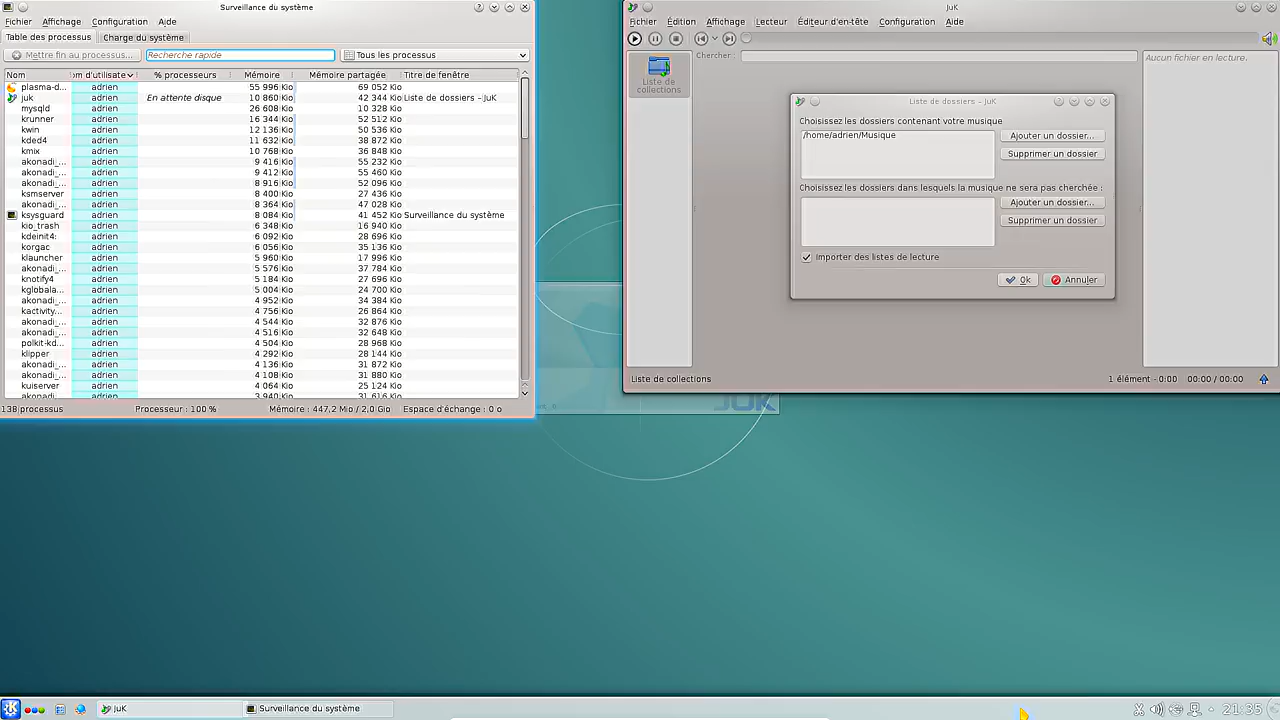 Surveillance du système
Fichier Affichage Configuration Aide
Table des processus Charge du système
Mettre fin au processus... Recherche rapide Tous les processus
Nom om d'utilisate % processeurs Mémoire Mémoire partagée Titre de fenêtre
plasma-d... adrien 55 996 Kio 69 052 Kio
juk adrien En attente disque 10 860 Kio 42 344 Kio Liste de dossiers – JuK
mysqld adrien 26 608 Kio 10 328 Kio
krunner adrien 16 344 Kio 52 512 Kio
kwin adrien 12 136 Kio 50 536 Kio
kded4 adrien 11 632 Kio 38 872 Kio
kmix adrien 10 768 Kio 36 848 Kio
akonadi_... adrien 9 416 Kio 55 232 Kio
akonadi_... adrien 9 412 Kio 55 460 Kio
akonadi_... adrien 8 916 Kio 52 096 Kio
ksmserver adrien 8 400 Kio 27 436 Kio
akonadi_... adrien 8 364 Kio 47 028 Kio
ksysguard adrien 8 084 Kio 41 452 Kio Surveillance du système
kio_trash adrien 6 348 Kio 16 940 Kio
kdeinit4: adrien 6 092 Kio 28 696 Kio
korgac adrien 6 056 Kio 35 136 Kio
klauncher adrien 5 960 Kio 17 996 Kio
akonadi_... adrien 5 576 Kio 37 784 Kio
knotify4 adrien 5 184 Kio 27 696 Kio
kglobala... adrien 5 004 Kio 24 700 Kio
akonadi_... adrien 4 952 Kio 34 384 Kio
kactivity... adrien 4 756 Kio 26 864 Kio
akonadi_... adrien 4 544 Kio 32 876 Kio
akonadi_... adrien 4 516 Kio 32 648 Kio
polkit-kd... adrien 4 504 Kio 28 968 Kio
klipper adrien 4 292 Kio 31 144 Kio
akonadi_... adrien 4 136 Kio 31 872 Kio
akonadi_... adrien 4 108 Kio 31 880 Kio
kuiserver adrien 4 064 Kio 25 124 Kio
akonadi_... adrien 3 940 Kio 31 616 Kio
138 processus Processeur : 100 % Mémoire : 447,2 Mio / 2,0 Gio Espace d'échange : 0 o
JuK
Fichier Édition Affichage Lecteur Éditeur d'en-tête Configuration Aide
Chercher :
Liste de
collections
Aucun fichier en lecture.
Liste de dossiers – JuK
Choisissez les dossiers contenant votre musique
/home/adrien/Musique
Ajouter un dossier...
Supprimer un dossier
Choisissez les dossiers dans lesquels la musique ne sera pas cherchée :
Ajouter un dossier...
Supprimer un dossier
Importer des listes de lecture
Ok Annuler
Liste de collections 1 élément - 0:00 00:00 / 00:00
JUK
JuK Surveillance du système 21:35